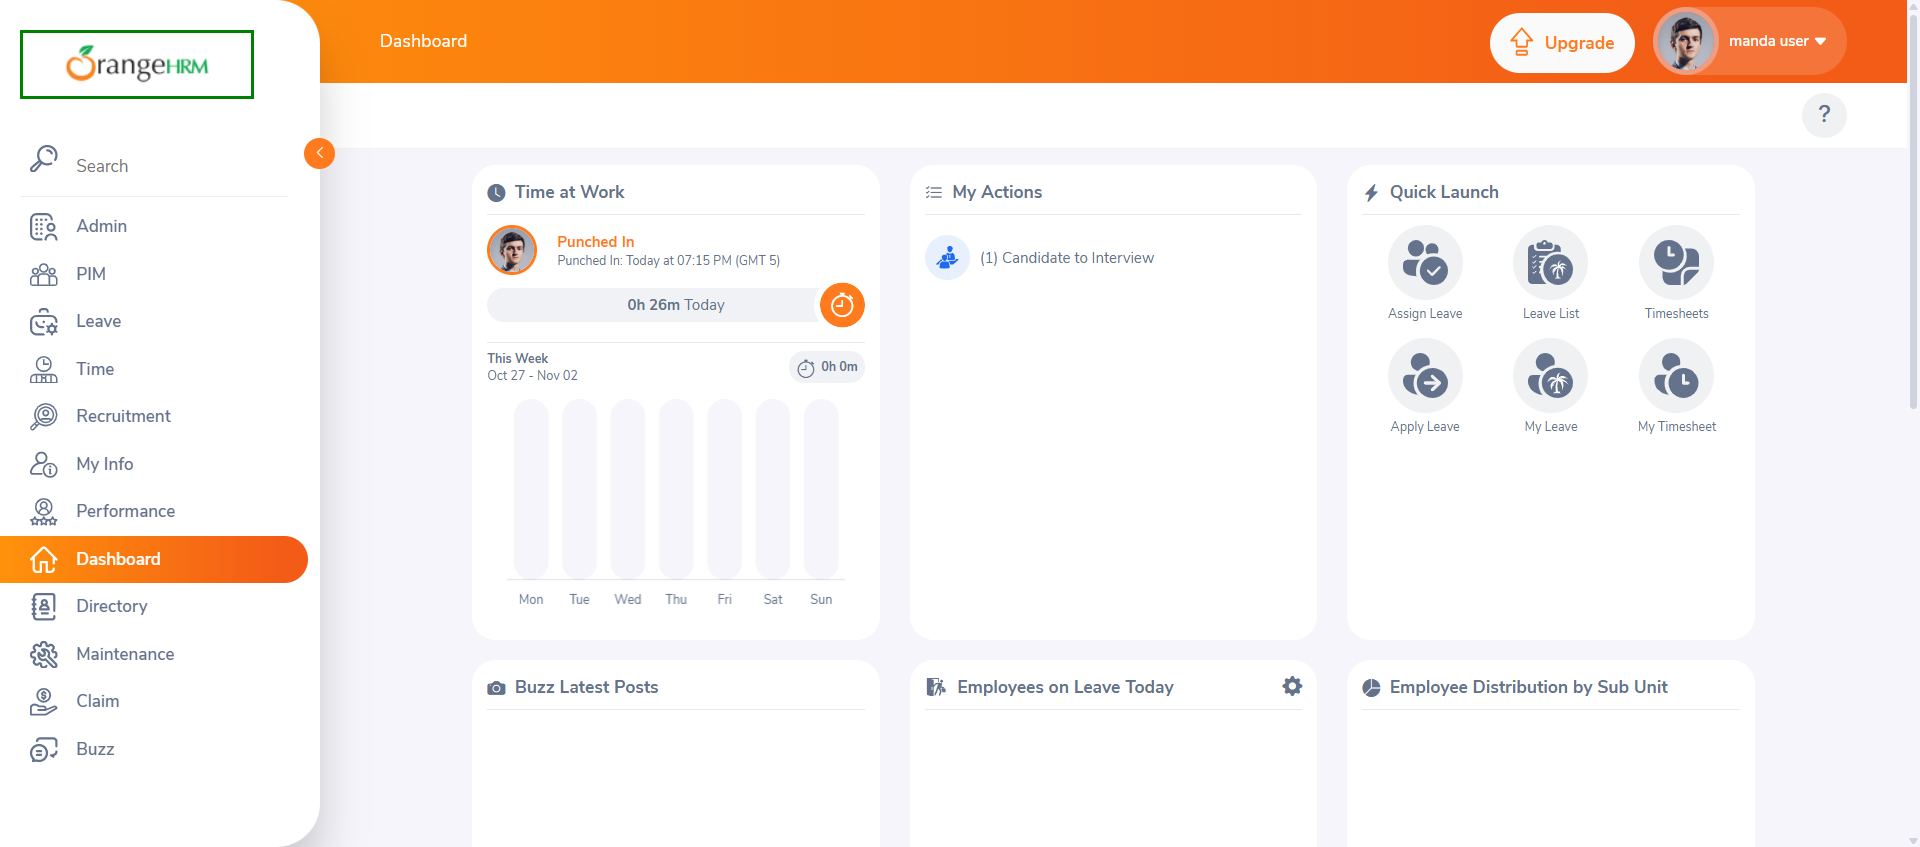 OrangeHRM
Search
Admin
PIM
Leave
Time
Recruitment
My Info
Performance
Dashboard
Directory
Maintenance
Claim
Buzz
Dashboard
Upgrade
manda user
?
Time at Work
Punched In
Punched In: Today at 07:15 PM (GMT 5)
0h 26m Today
This Week
Oct 27 - Nov 02
0h 0m
Mon Tue Wed Thu Fri Sat Sun
My Actions
(1) Candidate to Interview
Quick Launch
Assign Leave Leave List Timesheets
Apply Leave My Leave My Timesheet
Buzz Latest Posts
Employees on Leave Today
Employee Distribution by Sub Unit